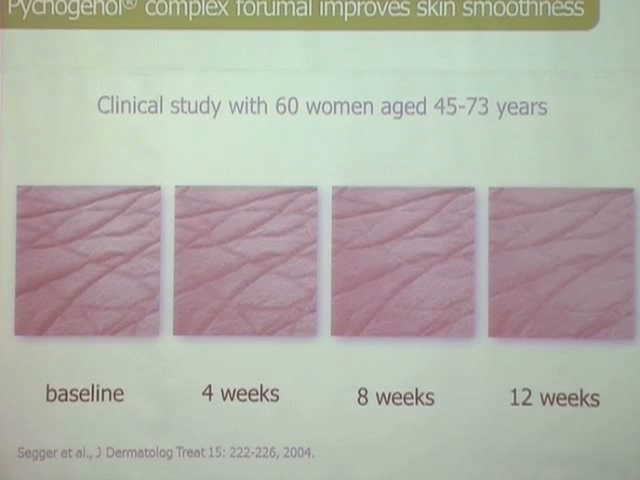 Pycnogenol® complex forumal improves skin smoothness
Clinical study with 60 women aged 45-73 years
baseline
4 weeks
8 weeks
12 weeks
Segger et al., J Dermatolog Treat 15: 222-226, 2004.